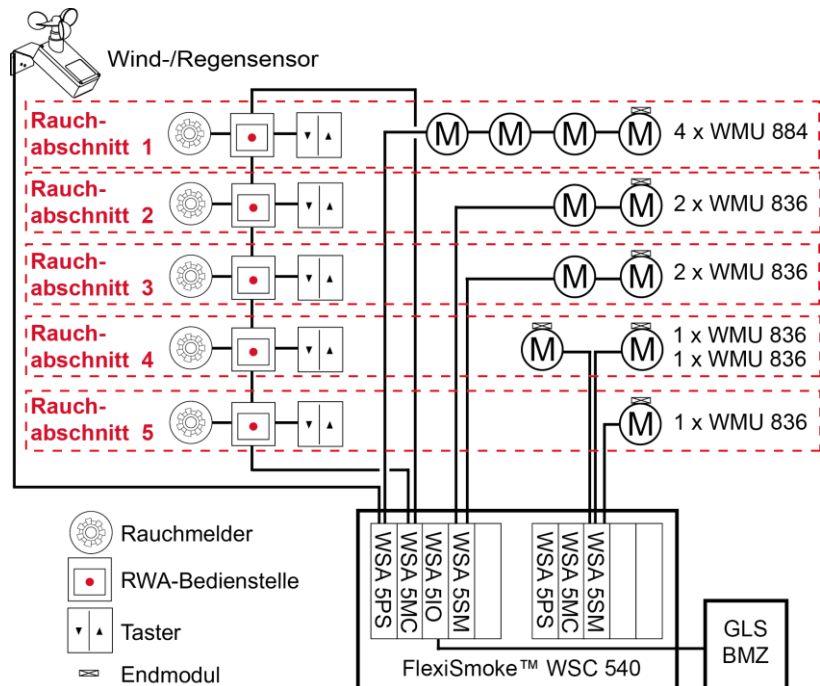 Wind-/Regensensor
Rauch-
abschnitt 1
M M M M
4 x WMU 884
Rauch-
abschnitt 2
M M
2 x WMU 836
Rauch-
abschnitt 3
M M
2 x WMU 836
Rauch-
abschnitt 4
M M
1 x WMU 836
1 x WMU 836
Rauch-
abschnitt 5
M
1 x WMU 836
Rauchmelder
RWA-Bedienstelle
Taster
Endmodul
WSA 5PS
WSA 5MC
WSA 5IO
WSA 5SM
WSA 5PS
WSA 5MC
WSA 5SM
FlexiSmoke™ WSC 540
GLS
BMZ